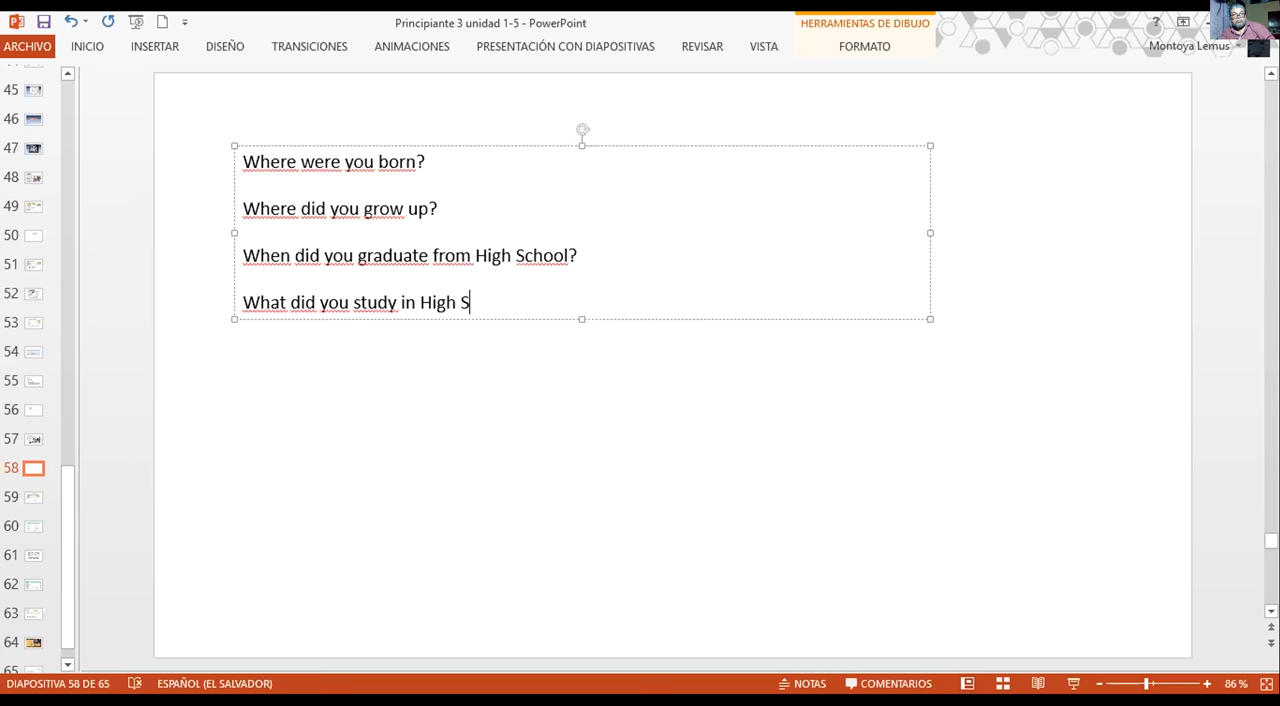 Principiante 3 unidad 1-5 - PowerPoint
HERRAMIENTAS DE DIBUJO
?
ARCHIVO INICIO INSERTAR DISEÑO TRANSICIONES ANIMACIONES PRESENTACIÓN CON DIAPOSITIVAS REVISAR VISTA FORMATO Montoya Lemus
45
46
47
48
49
50
51
52
53
54
55
56
57
58
59
60
61
62
63
64
65
Where were you born?
Where did you grow up?
When did you graduate from High School?
What did you study in High S
DIAPOSITIVA 58 DE 65 ESPAÑOL (EL SALVADOR) NOTAS COMENTARIOS 86 %